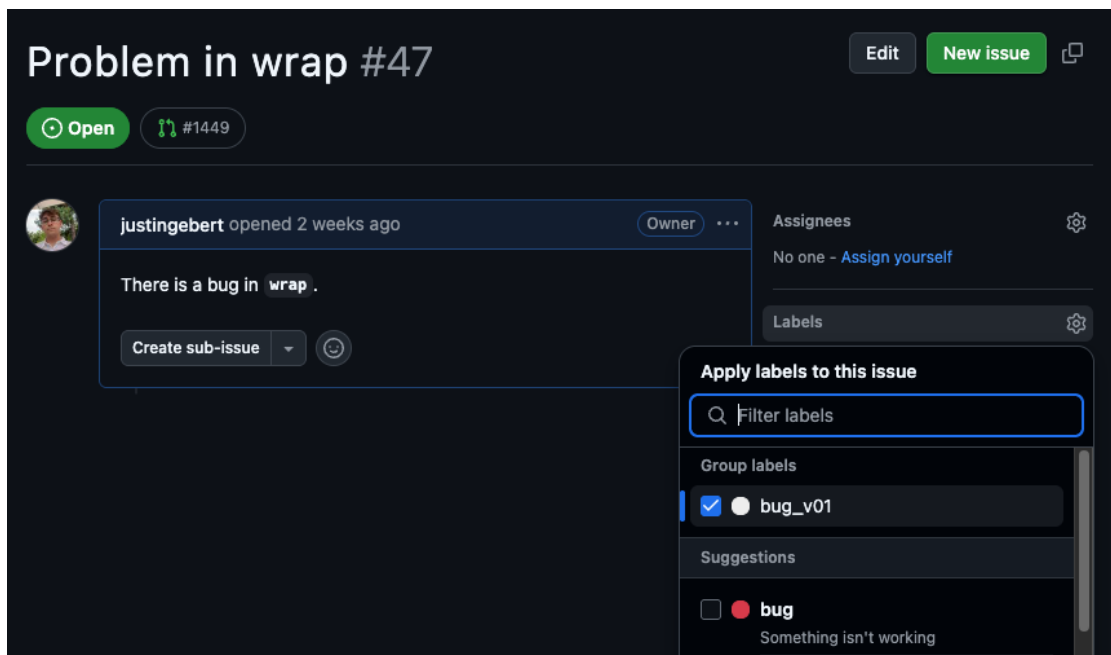 Problem in wrap #47
Edit
New issue
Open
#1449
justingebert opened 2 weeks ago
Owner
There is a bug in wrap.
Create sub-issue
Assignees
No one - Assign yourself
Labels
Apply labels to this issue
Filter labels
Group labels
bug_v01
Suggestions
bug
Something isn't working